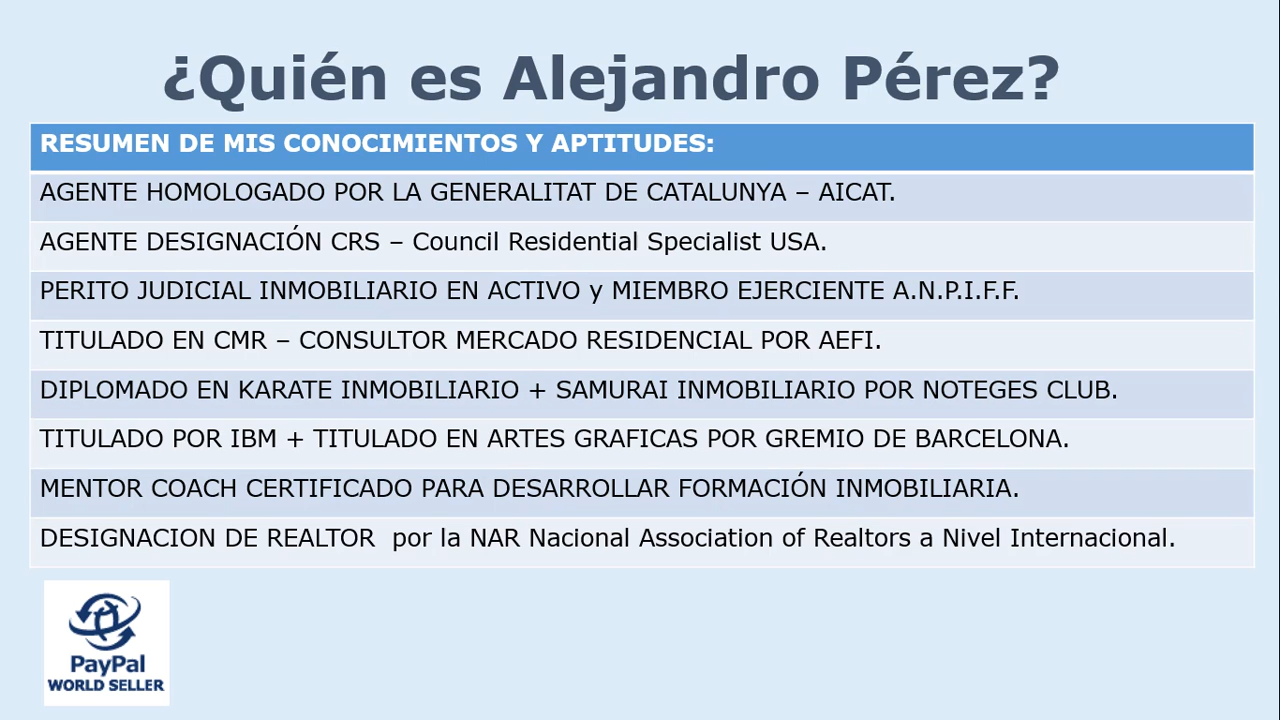 ¿Quién es Alejandro Pérez?
RESUMEN DE MIS CONOCIMIENTOS Y APTITUDES:
AGENTE HOMOLOGADO POR LA GENERALITAT DE CATALUNYA – AICAT.
AGENTE DESIGNACIÓN CRS – Council Residential Specialist USA.
PERITO JUDICIAL INMOBILIARIO EN ACTIVO y MIEMBRO EJERCIENTE A.N.P.I.F.F.
TITULADO EN CMR – CONSULTOR MERCADO RESIDENCIAL POR AEFI.
DIPLOMADO EN KARATE INMOBILIARIO + SAMURAI INMOBILIARIO POR NOTEGES CLUB.
TITULADO POR IBM + TITULADO EN ARTES GRAFICAS POR GREMIO DE BARCELONA.
MENTOR COACH CERTIFICADO PARA DESARROLLAR FORMACIÓN INMOBILIARIA.
DESIGNACION DE REALTOR  por la NAR Nacional Association of Realtors a Nivel Internacional.
PayPal
WORLD SELLER